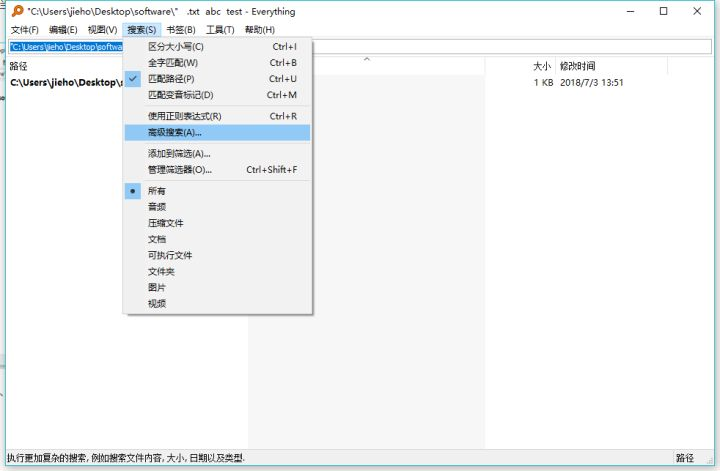 "C:\Users\jieho\Desktop\software\" .txt abc test - Everything
文件(F) 编辑(E) 视图(V) 搜索(S) 书签(B) 工具(T) 帮助(H)
"C:\Users\jieho\Desktop\softwa
路径 大小 修改时间
C:\Users\jieho\Desktop\s 1 KB 2018/7/3 13:51
区分大小写(C) Ctrl+I
全字匹配(W) Ctrl+B
匹配路径(P) Ctrl+U
匹配变音标记(D) Ctrl+M
使用正则表达式(R) Ctrl+R
高级搜索(A)...
添加到筛选(A)...
管理筛选器(O)... Ctrl+Shift+F
所有
音频
压缩文件
文档
可执行文件
文件夹
图片
视频
执行更加复杂的搜索, 例如搜索文件内容, 大小, 日期以及类型. 路径